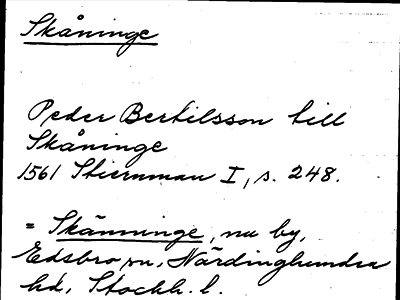 Skåninge
Peder Bertilsson till
Skåninge
1561 Stiernman I, s. 248.
= Skänninge, nu by,
Edsbro sn, Närdinghundra
hd, Stockh. l.